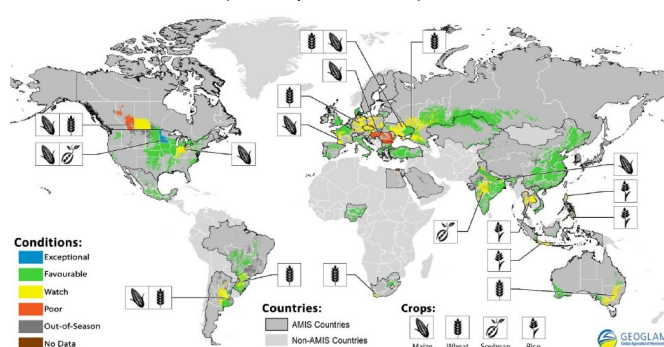 Conditions:
Exceptional
Favourable
Watch
Poor
Out-of-Season
No Data
Countries:
AMIS Countries
Non-AMIS Countries
Crops:
Maize
Wheat
Soybean
Rice
GEOGLAM